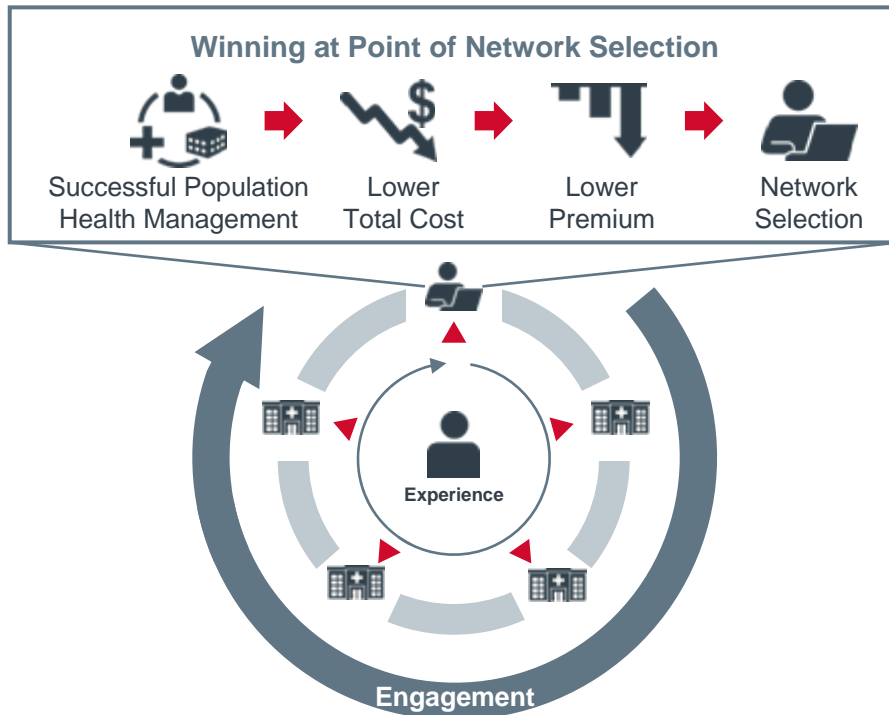 Winning at Point of Network Selection
$
Successful Population
Health Management
Lower
Total Cost
Lower
Premium
Network
Selection
Experience
Engagement